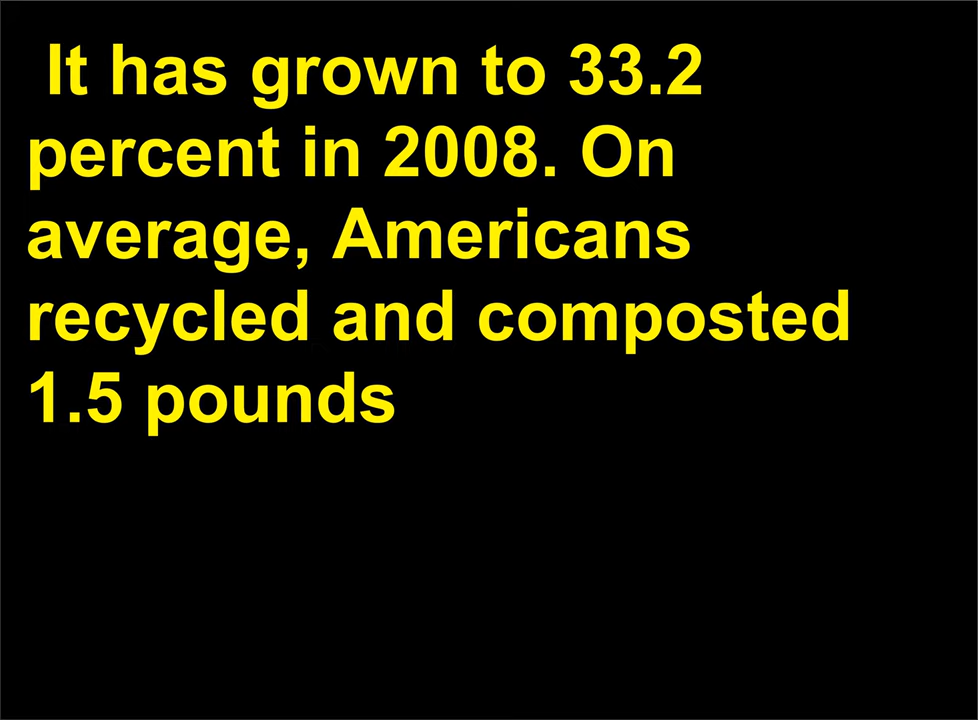 It has grown to 33.2
percent in 2008. On
average, Americans
recycled and composted
1.5 pounds